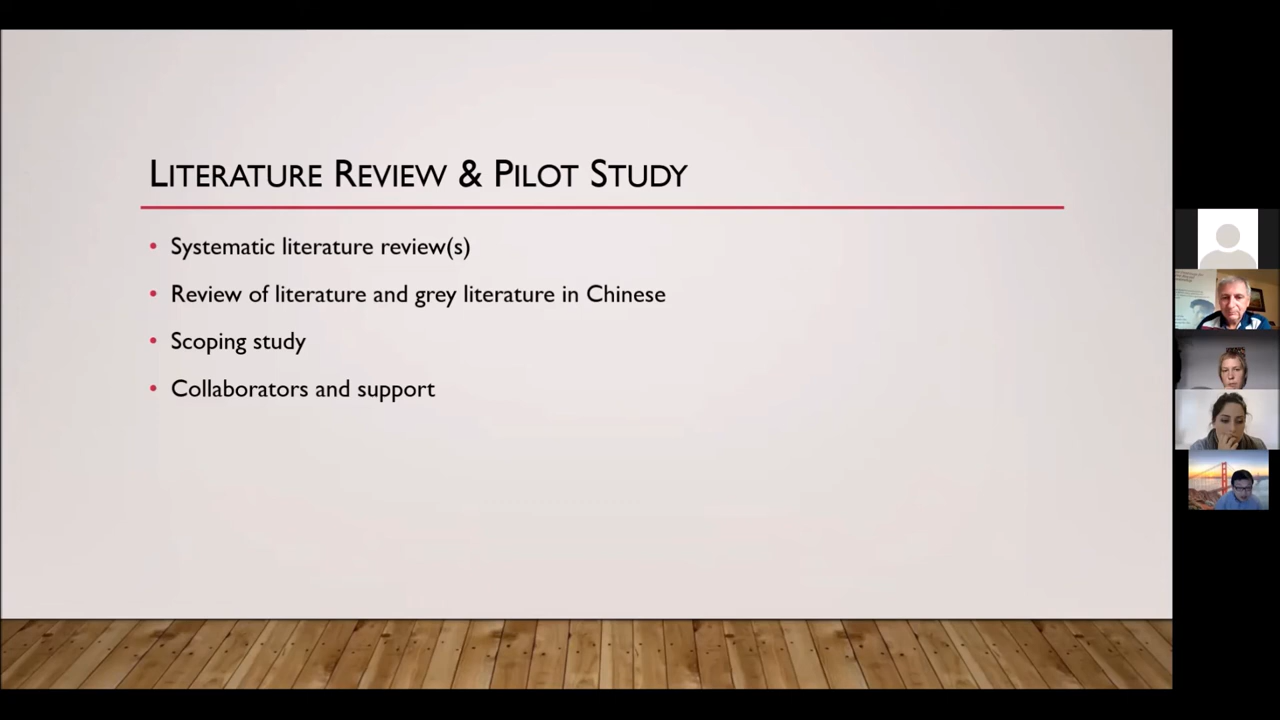 LITERATURE REVIEW & PILOT STUDY
• Systematic literature review(s)
• Review of literature and grey literature in Chinese
• Scoping study
• Collaborators and support